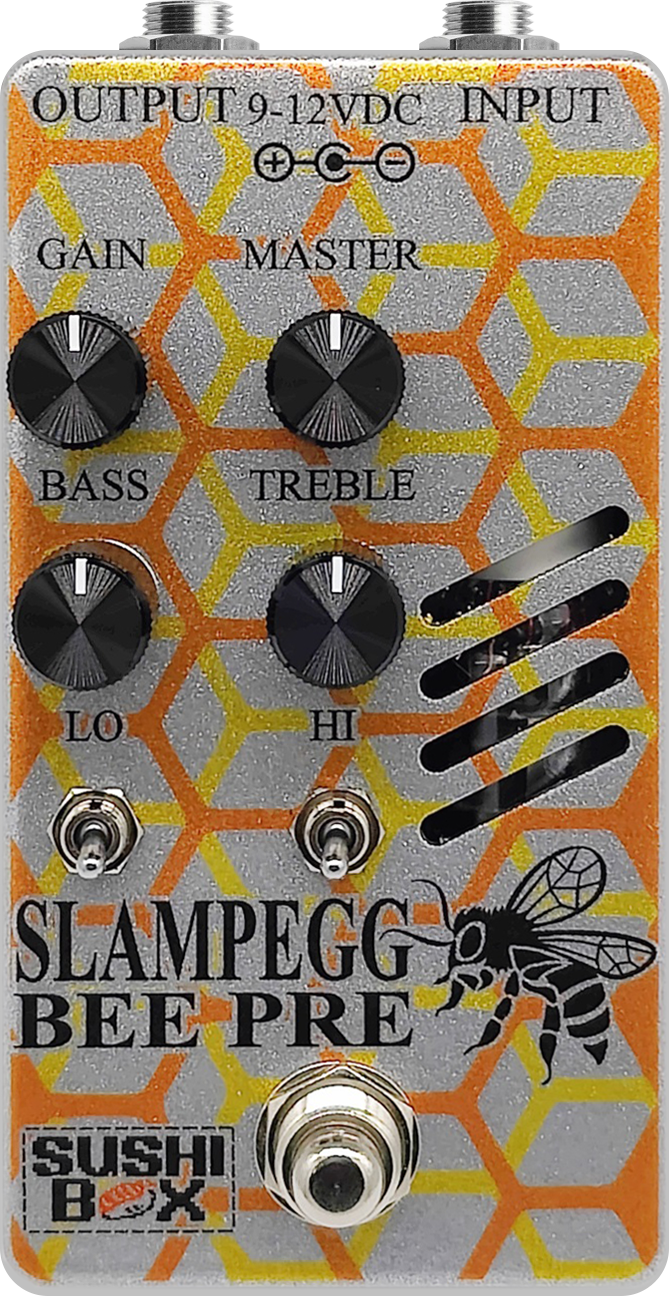 OUTPUT 9-12VDC INPUT
+ -
GAIN MASTER
BASS TREBLE
LO HI
SLAMPEGG
BEE PRE
SUSHI
BOX